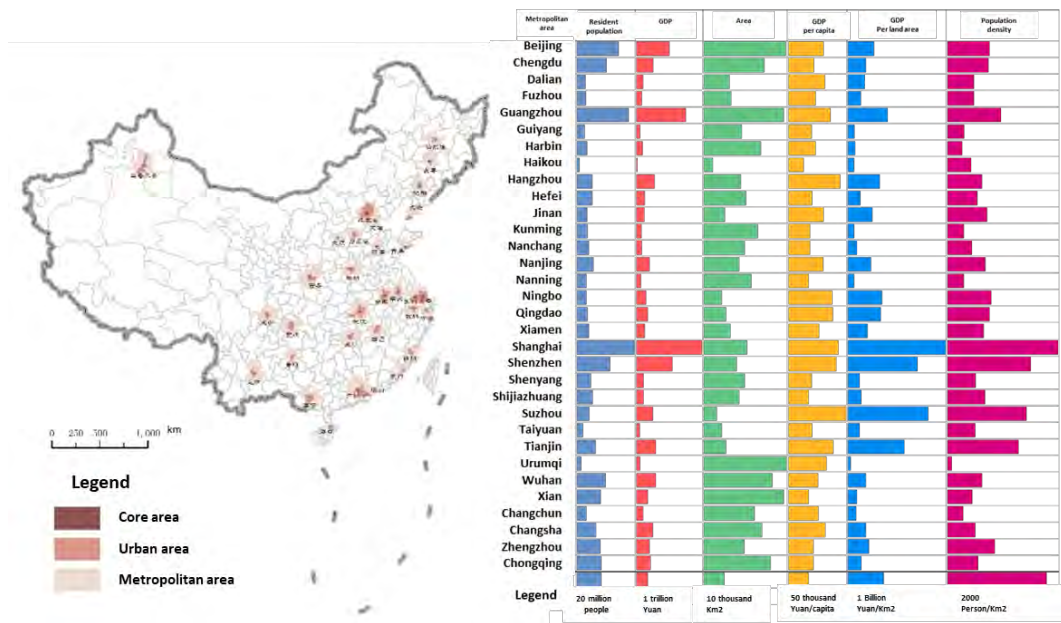 Metropolitan
area
Resident
population
GDP
Area
GDP
per capita
GDP
Per land area
Population
density
Beijing
Chengdu
Dalian
Fuzhou
Guangzhou
Guiyang
Harbin
Haikou
Hangzhou
Hefei
Jinan
Kunming
Nanchang
Nanjing
Nanning
Ningbo
Qingdao
Xiamen
Shanghai
Shenzhen
Shenyang
Shijiazhuang
Suzhou
Taiyuan
Tianjin
Urumqi
Wuhan
Xian
Changchun
Changsha
Zhengzhou
Chongqing
Legend
20 million
people
1 trillion
Yuan
10 thousand
Km2
50 thousand
Yuan/capita
1 Billion
Yuan/Km2
2000
Person/Km2
0 250 500 1,000 km
Legend
Core area
Urban area
Metropolitan area